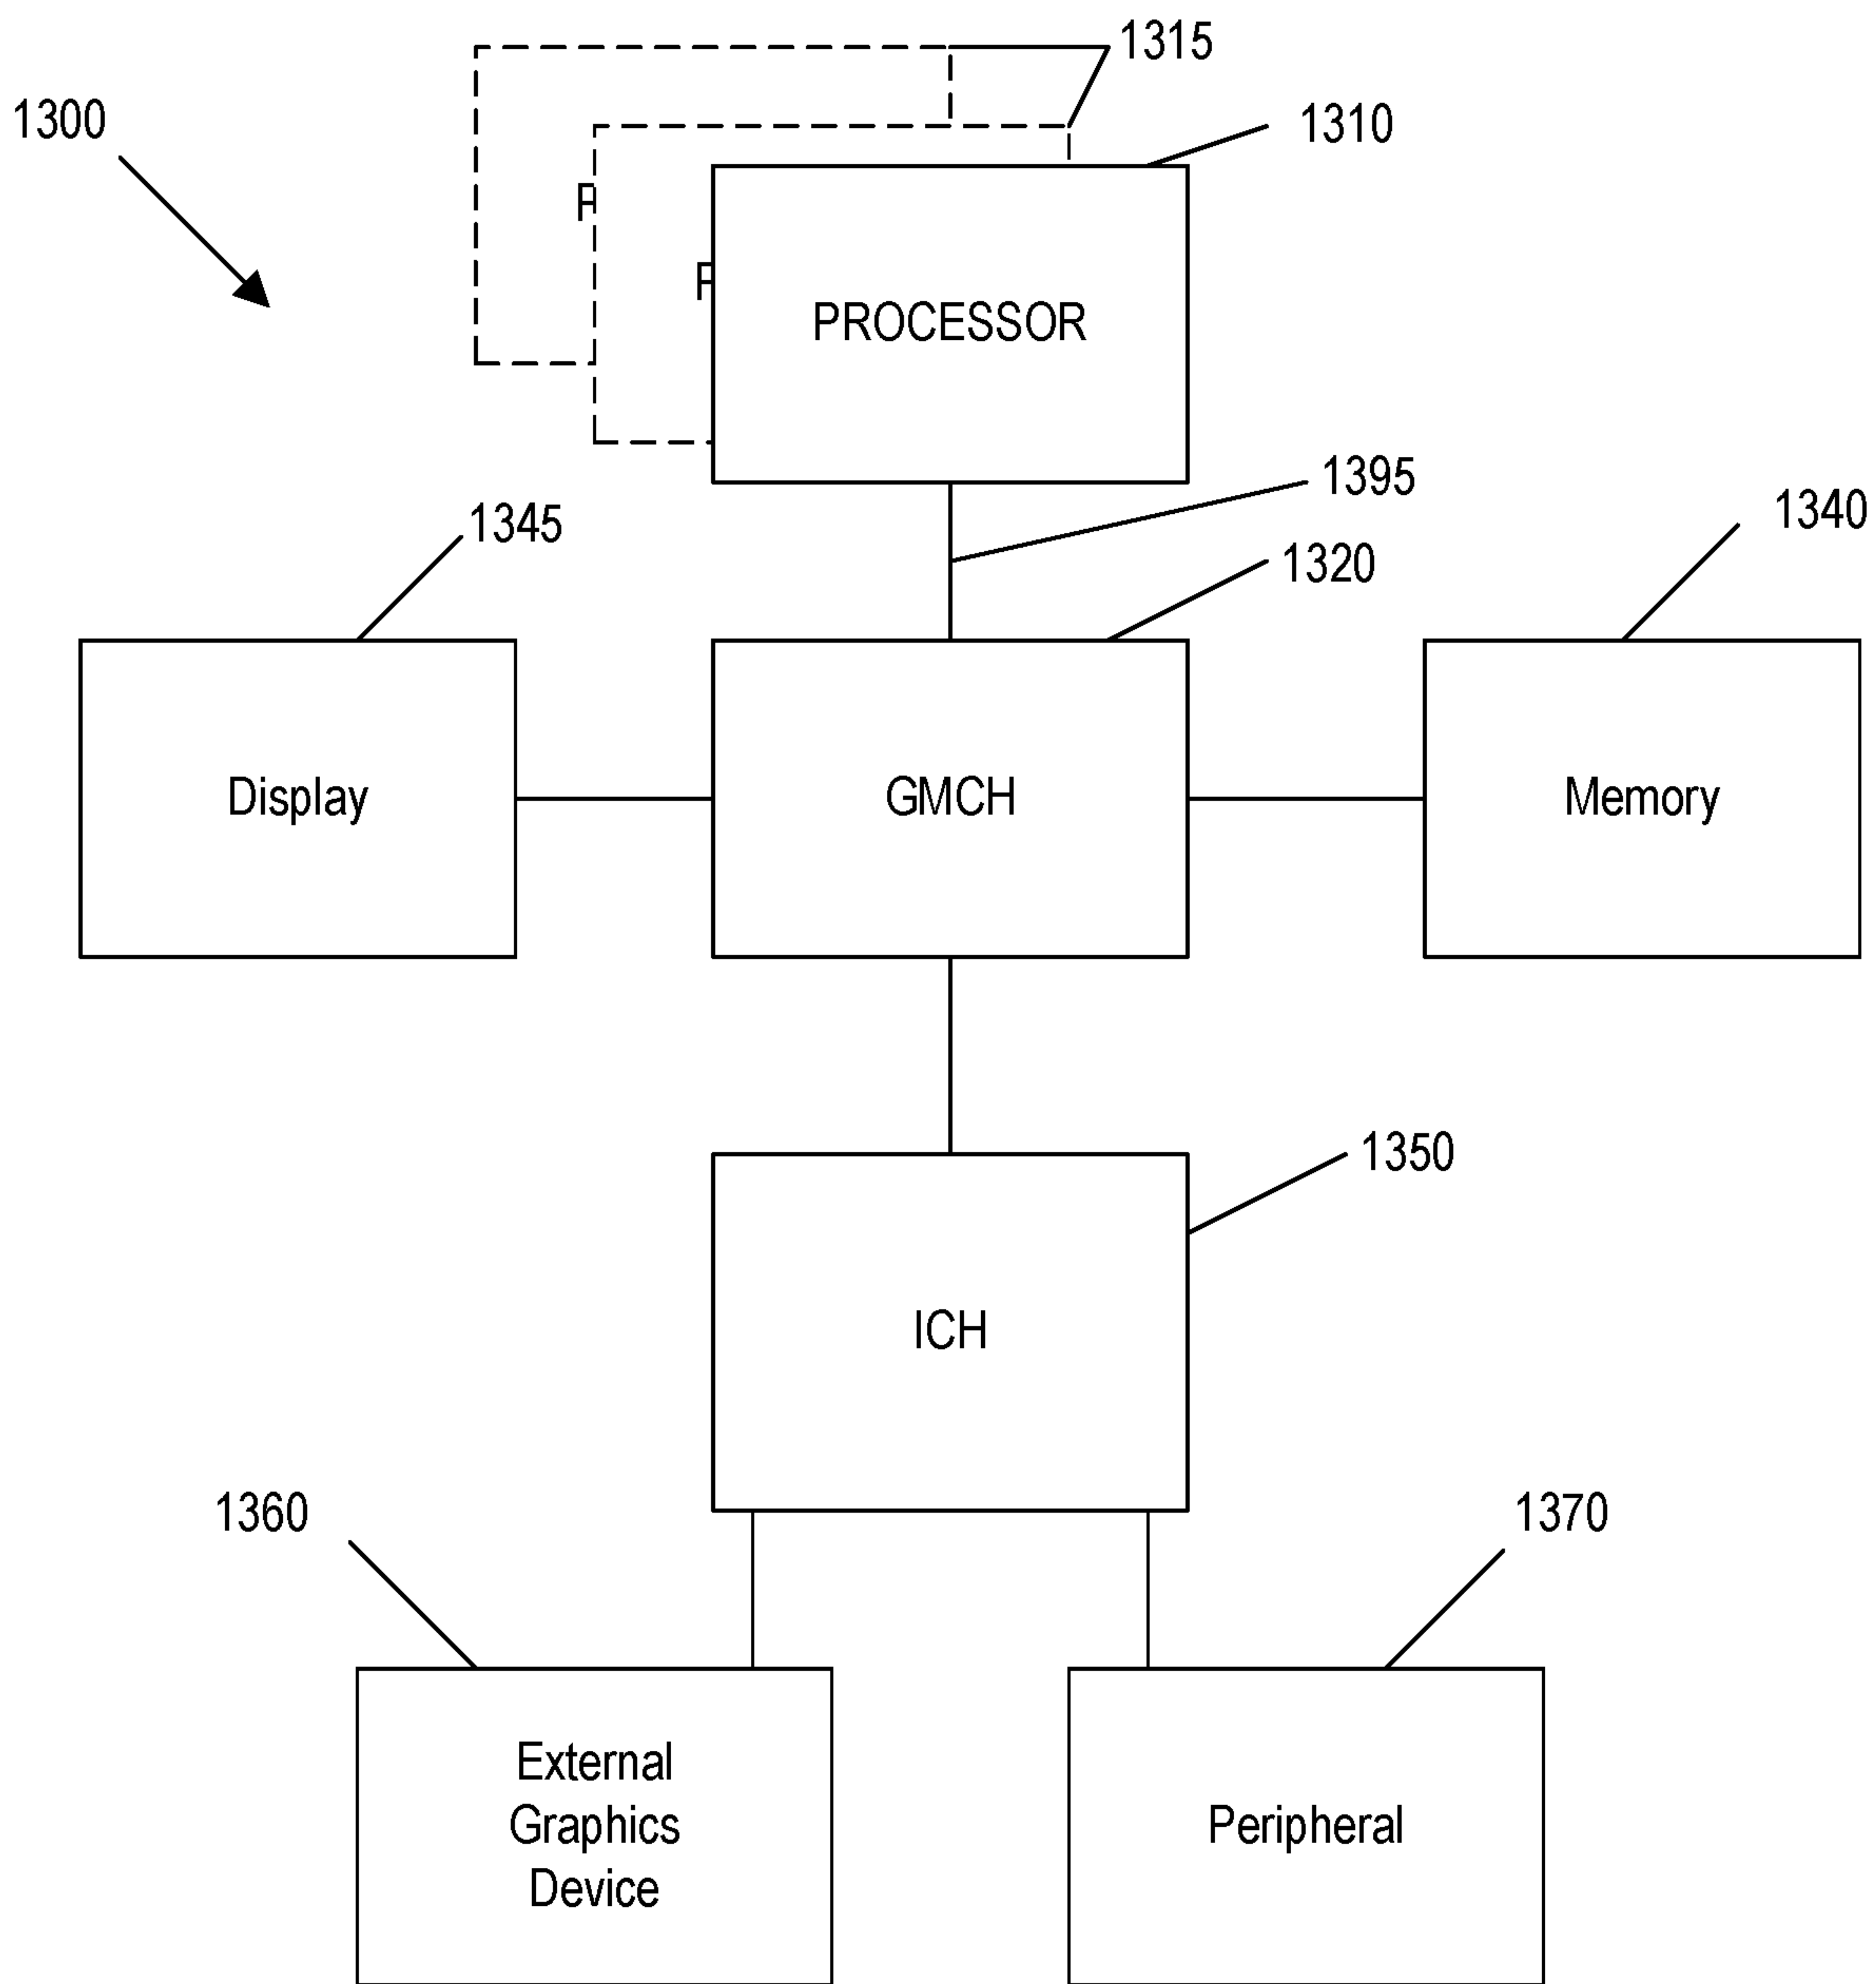 1315
1300
1310
PROCESSOR
1395
1345
1340
1320
Display
GMCH
Memory
1350
ICH
1360
1370
External
Graphics
Device
Peripheral